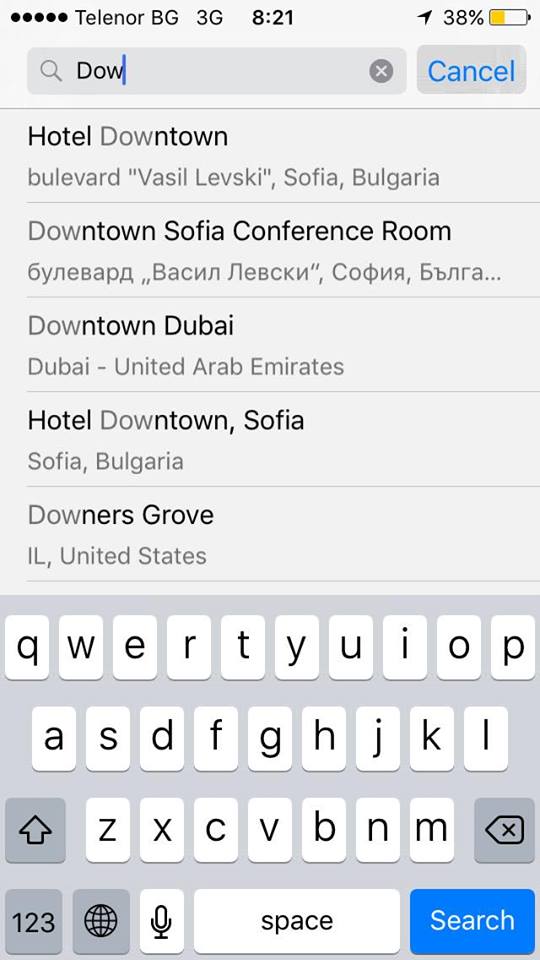 Telenor BG 3G 8:21 38%
Dow
Cancel
Hotel Downtown
bulevard "Vasil Levski", Sofia, Bulgaria
Downtown Sofia Conference Room
булевард „Васил Левски“, София, Бълга...
Downtown Dubai
Dubai - United Arab Emirates
Hotel Downtown, Sofia
Sofia, Bulgaria
Downers Grove
IL, United States
q w e r t y u i o p
a s d f g h j k l
z x c v b n m
123 space Search